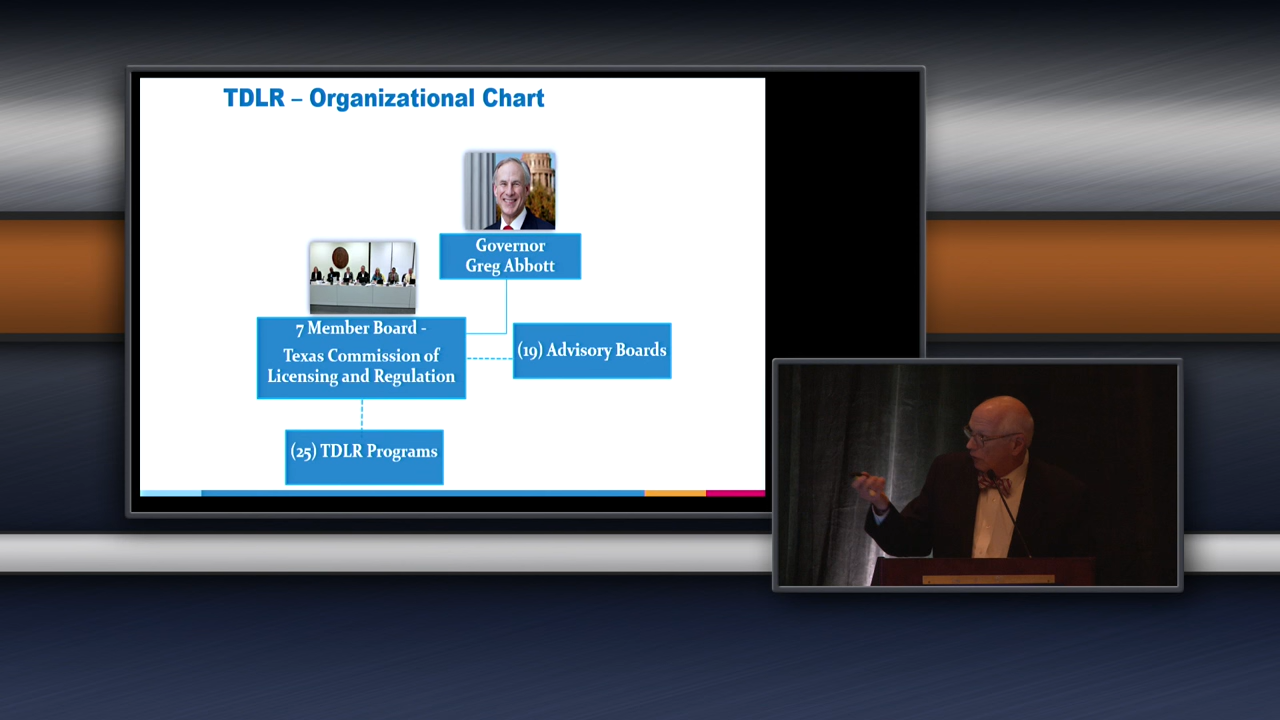 TDLR – Organizational Chart
Governor
Greg Abbott
7 Member Board -
Texas Commission of
Licensing and Regulation
(19) Advisory Boards
(25) TDLR Programs